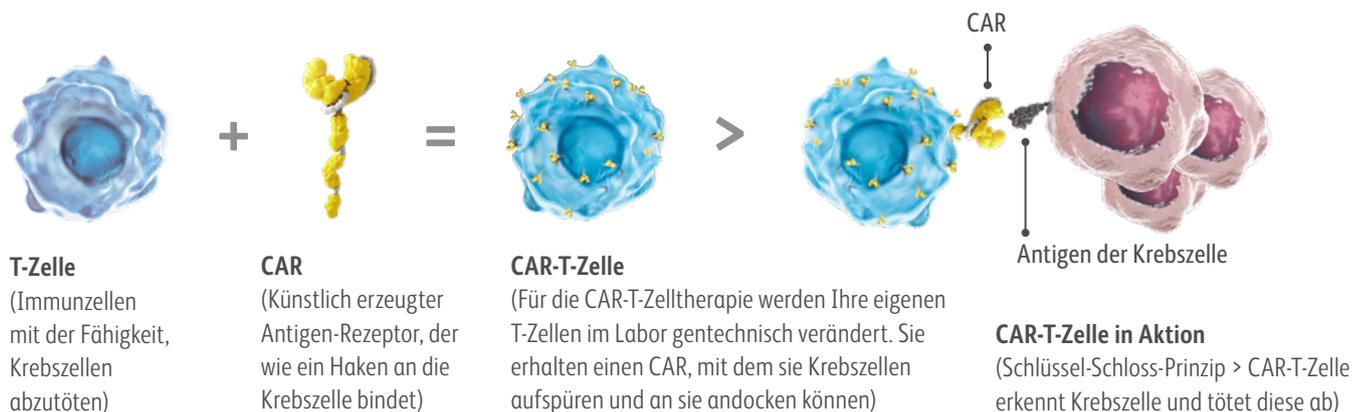 CAR
+
=
>
Antigen der Krebszelle
T-Zelle
(Immunzellen
mit der Fähigkeit,
Krebszellen
abzutöten)
CAR
(Künstlich erzeugter
Antigen-Rezeptor, der
wie ein Haken an die
Krebszelle bindet)
CAR-T-Zelle
(Für die CAR-T-Zelltherapie werden Ihre eigenen
T-Zellen im Labor gentechnisch verändert. Sie
erhalten einen CAR, mit dem sie Krebszellen
aufspüren und an sie andocken können)
CAR-T-Zelle in Aktion
(Schlüssel-Schloss-Prinzip > CAR-T-Zelle
erkennt Krebszelle und tötet diese ab)